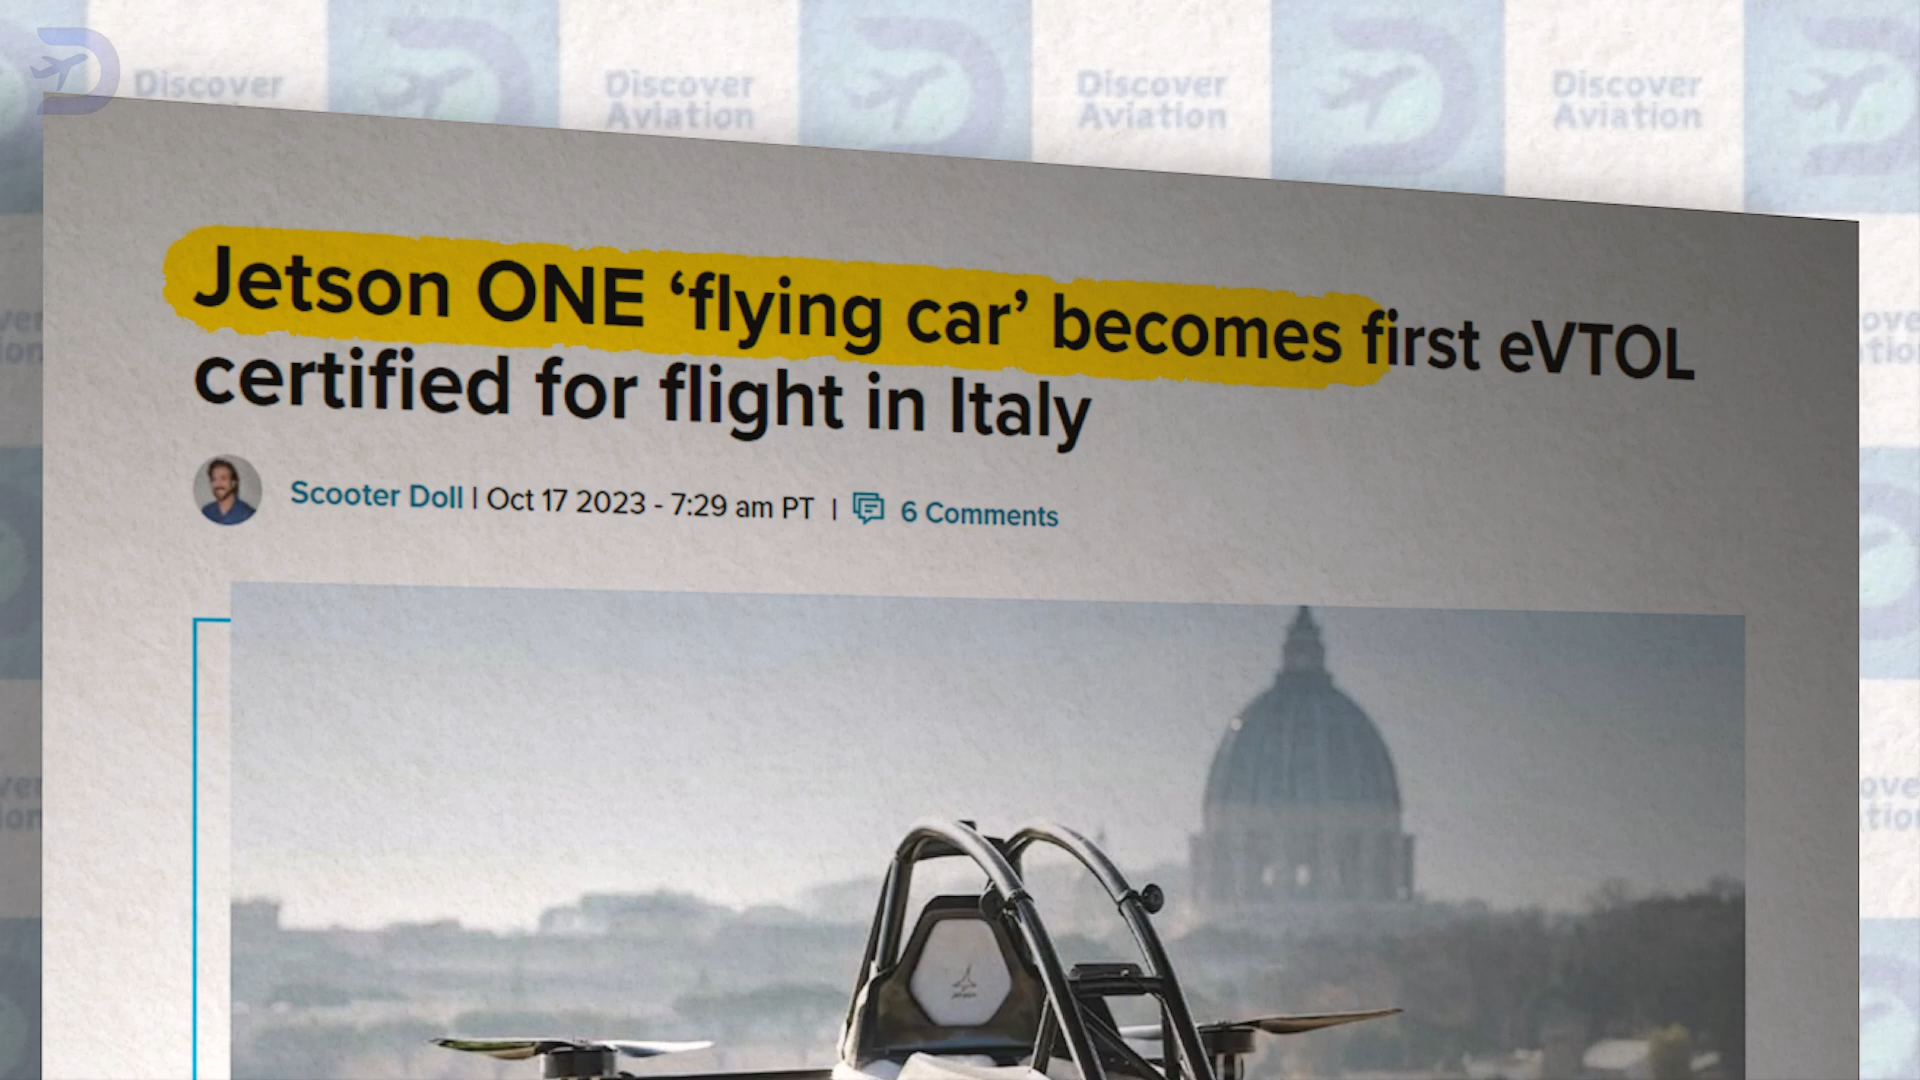 Discover
Discover
Aviation
Discover
Aviation
Discover
Aviation
Jetson ONE ‘flying car’ becomes first eVTOL
certified for flight in Italy
Scooter Doll | Oct 17 2023 - 7:29 am PT | 6 Comments